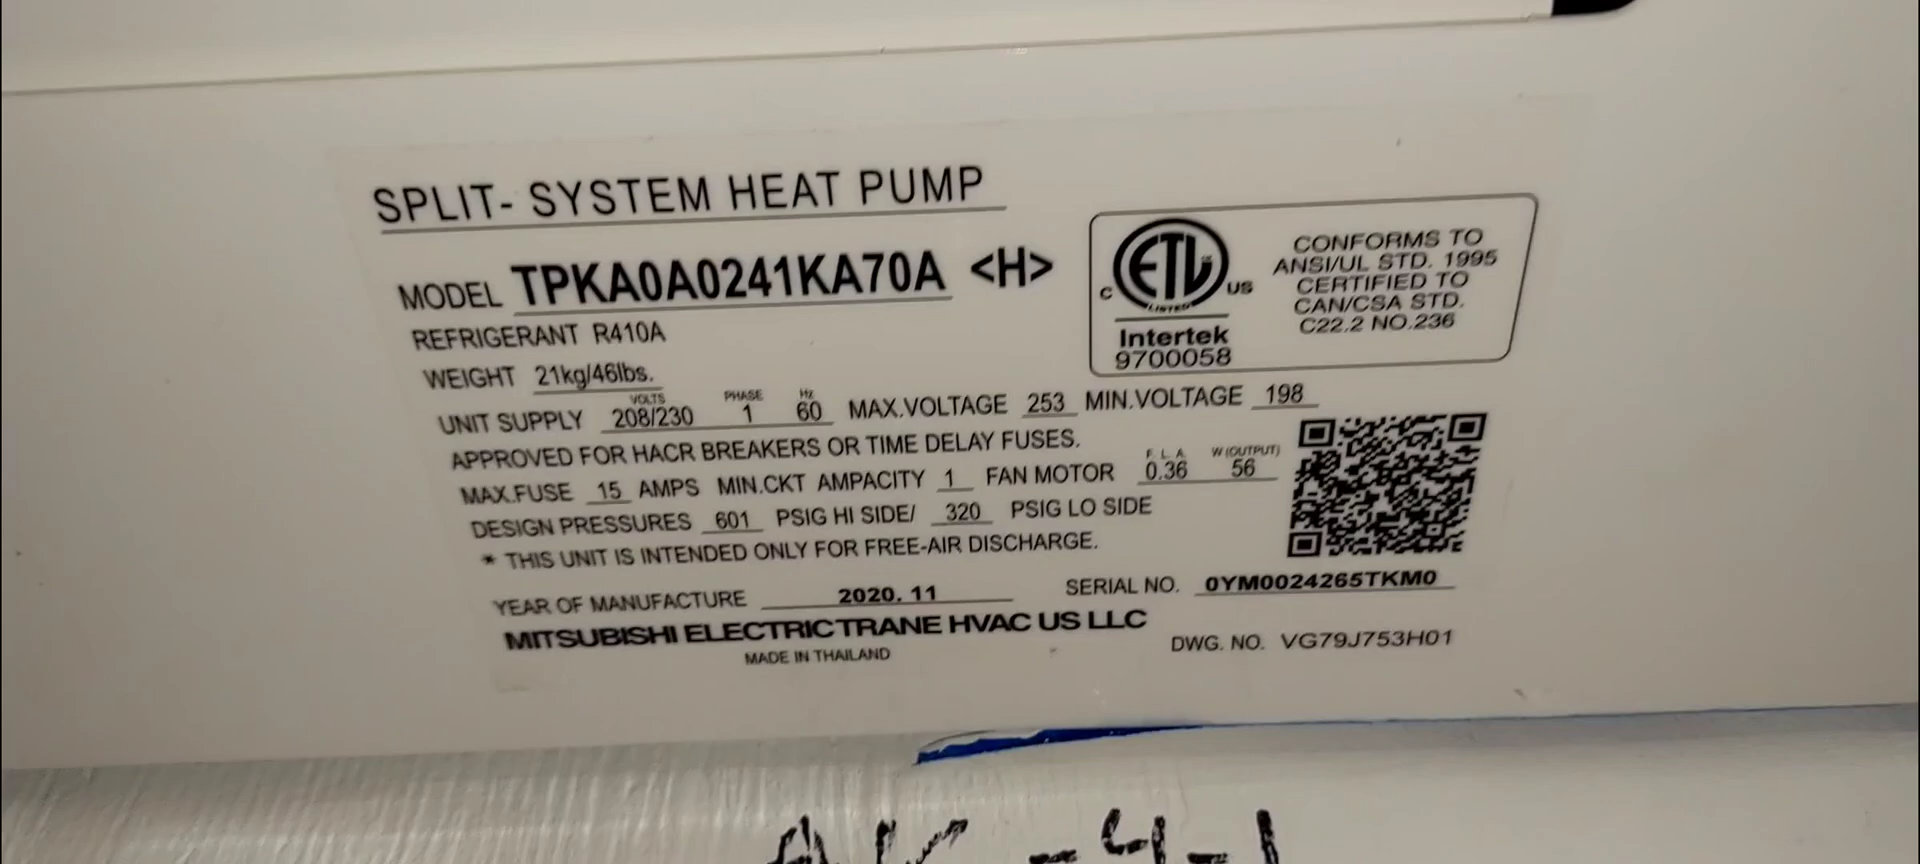 SPLIT- SYSTEM HEAT PUMP
MODEL TPKA0A0241KA70A <H>
REFRIGERANT R410A
WEIGHT 21kg/46lbs.
VOLTS PHASE Hz
UNIT SUPPLY 208/230 1 60 MAX.VOLTAGE 253 MIN.VOLTAGE 198
APPROVED FOR HACR BREAKERS OR TIME DELAY FUSES.
F. L. A. W (OUTPUT)
MAX.FUSE 15 AMPS MIN.CKT AMPACITY 1 FAN MOTOR 0.36 56
DESIGN PRESSURES 601 PSIG HI SIDE/ 320 PSIG LO SIDE
* THIS UNIT IS INTENDED ONLY FOR FREE-AIR DISCHARGE.
YEAR OF MANUFACTURE 2020. 11 SERIAL NO. 0YM0024265TKM0
MITSUBISHI ELECTRIC TRANE HVAC US LLC
MADE IN THAILAND
DWG. NO. VG79J753H01
C ETL US
LISTED
Intertek
9700058
CONFORMS TO
ANSI/UL STD. 1995
CERTIFIED TO
CAN/CSA STD.
C22.2 NO.236